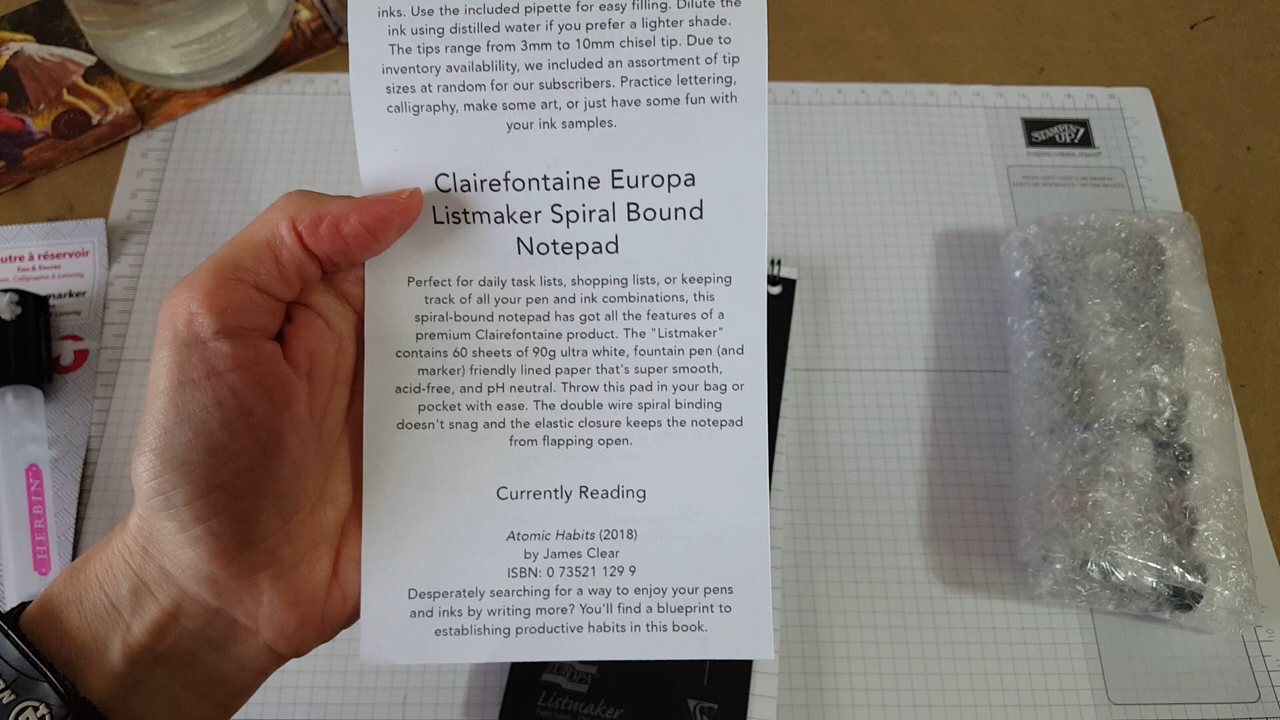 inks. Use the included pipette for easy filling. Dilute the
ink using distilled water if you prefer a lighter shade.
The tips range from 3mm to 10mm chisel tip. Due to
inventory availablility, we included an assortment of tip
sizes at random for our subscribers. Practice lettering,
calligraphy, make some art, or just have some fun with
your ink samples.
Clairefontaine Europa
Listmaker Spiral Bound
Notepad
Perfect for daily task lists, shopping lists, or keeping
track of all your pen and ink combinations, this
spiral-bound notepad has got all the features of a
premium Clairefontaine product. The "Listmaker"
contains 60 sheets of 90g ultra white, fountain pen (and
marker) friendly lined paper that's super smooth,
acid-free, and pH neutral. Throw this pad in your bag or
pocket with ease. The double wire spiral binding
doesn't snag and the elastic closure keeps the notepad
from flapping open.
Currently Reading
Atomic Habits (2018)
by James Clear
ISBN: 0 73521 129 9
Desperately searching for a way to enjoy your pens
and inks by writing more? You'll find a blueprint to
establishing productive habits in this book.
STAMPIN' UP!
utre à réservoir
marker
HERBIN
Listmaker